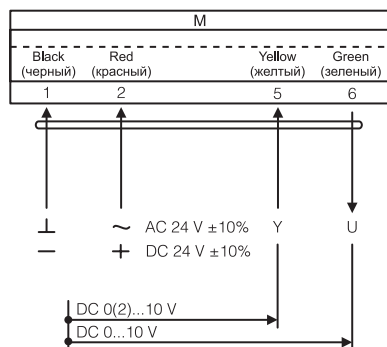 M
Black Red Yellow Green
(черный) (красный) (желтый) (зеленый)
1 2 5 6
⊥ ~ AC 24 V ±10% Y U
− + DC 24 V ±10%
DC 0(2)...10 V
DC 0...10 V